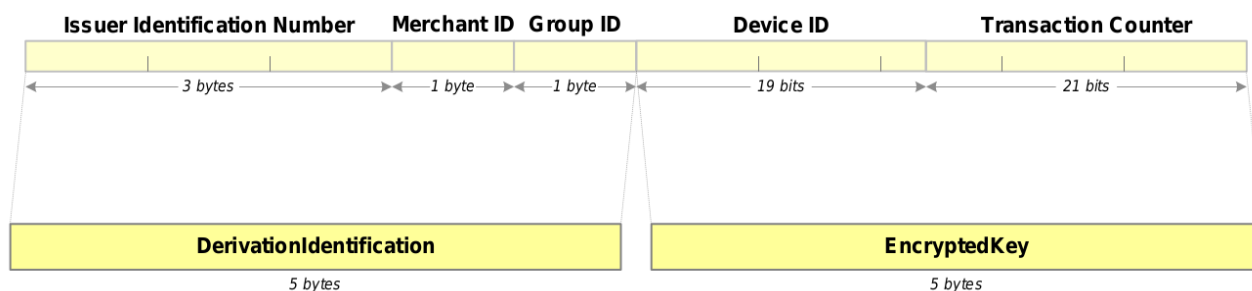 Issuer Identification Number Merchant ID Group ID Device ID Transaction Counter
3 bytes 1 byte 1 byte 19 bits 21 bits
DerivationIdentification EncryptedKey
5 bytes 5 bytes